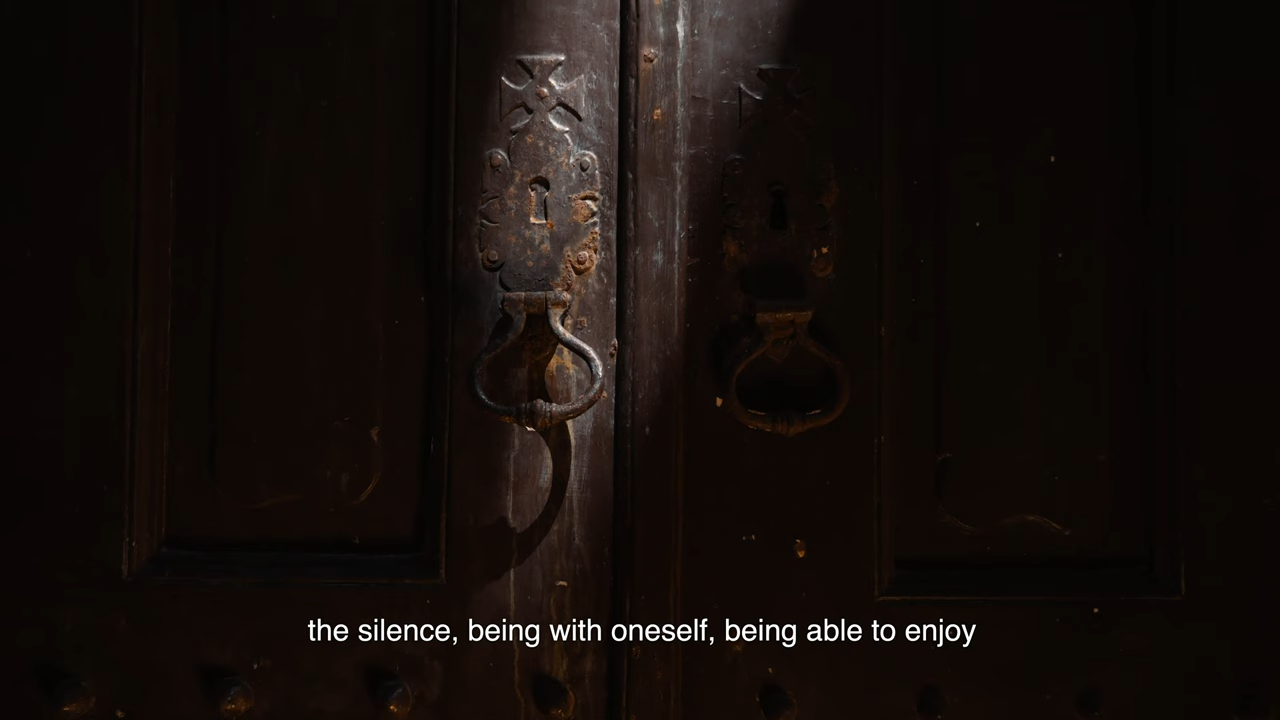 the silence, being with oneself, being able to enjoy